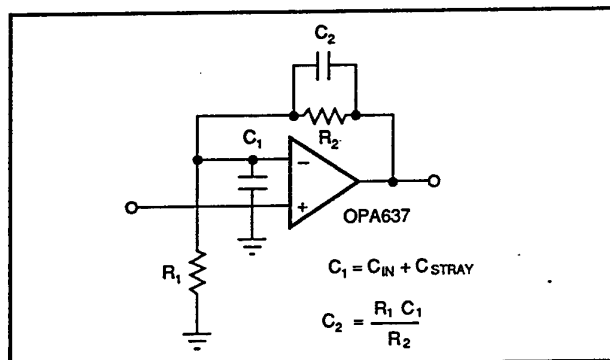 C2
R2
C1
−
+
OPA637
R1
C1 = CIN + CSTRAY
C2 = R1 C1
R2